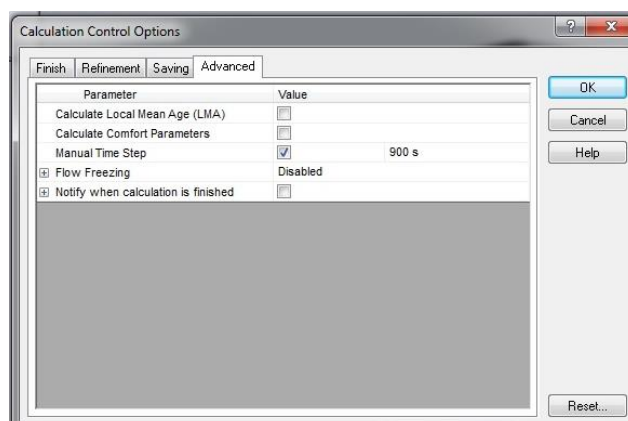 Calculation Control Options
Finish Refinement Saving Advanced
Parameter Value
Calculate Local Mean Age (LMA)
Calculate Comfort Parameters
Manual Time Step 900 s
Flow Freezing Disabled
Notify when calculation is finished
OK
Cancel
Help
Reset...